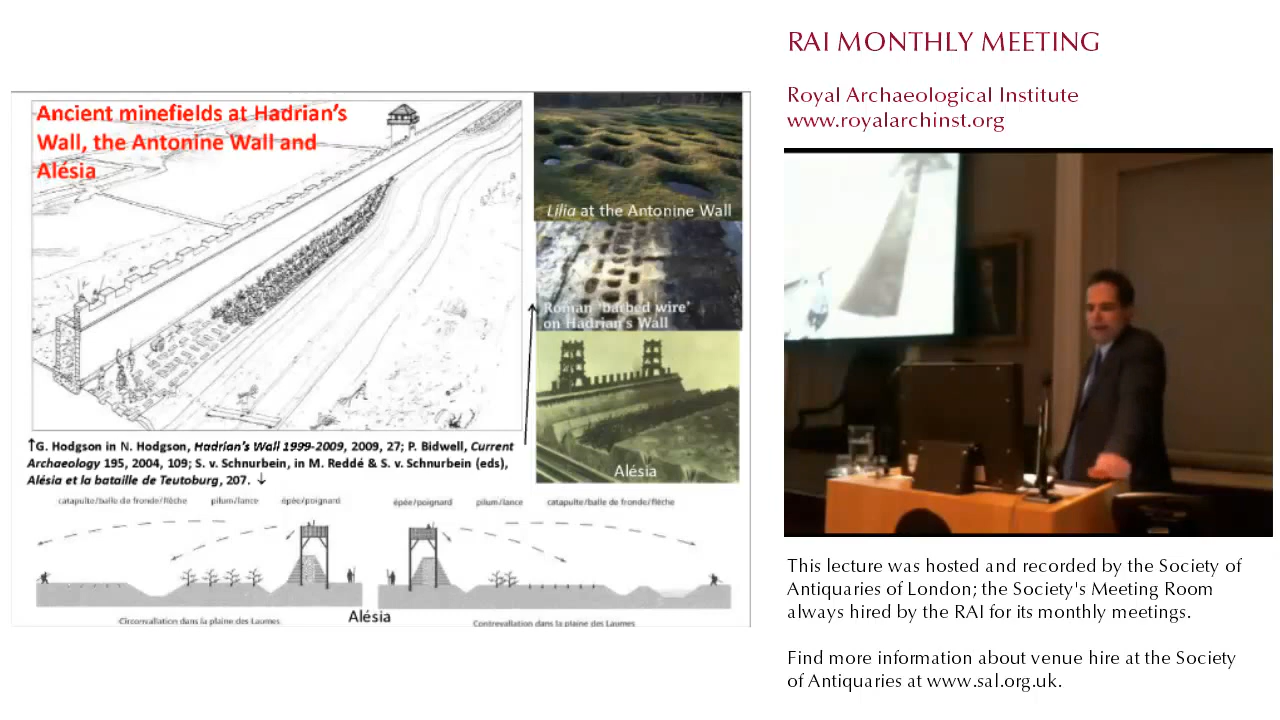 RAI MONTHLY MEETING
Royal Archaeological Institute
www.royalarchinst.org
Ancient minefields at Hadrian's
Wall, the Antonine Wall and
Alésia
Lilia at the Antonine Wall
Roman 'barbed wire'
on Hadrian's Wall
Alésia
↑G. Hodgson in N. Hodgson, Hadrian's Wall 1999-2009, 2009, 27; P. Bidwell, Current
Archaeology 195, 2004, 109; S. v. Schnurbein, in M. Reddé & S. v. Schnurbein (eds),
Alésia et la bataille de Teutoburg, 207. ↓
catapulte/balle de fronde/flèche pilum/lance épée/poignard épée/poignard pilum/lance catapulte/balle de fronde/flèche
Alésia
Circonvallation dans la plaine des Laumes Contrevallation dans la plaine des Laumes
This lecture was hosted and recorded by the Society of
Antiquaries of London; the Society's Meeting Room
always hired by the RAI for its monthly meetings.
Find more information about venue hire at the Society
of Antiquaries at www.sal.org.uk.